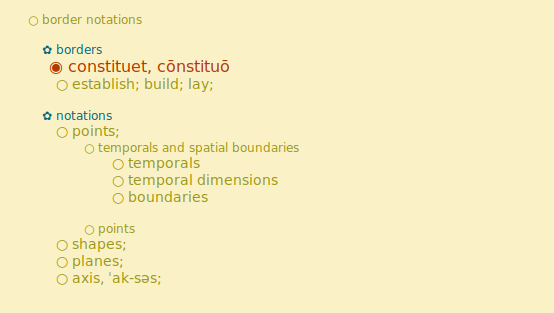 border notations
borders
constituet, cōnstituō
establish; build; lay;
notations
points;
temporals and spatial boundaries
temporals
temporal dimensions
boundaries
points
shapes;
planes;
axis, ˈak-səs;